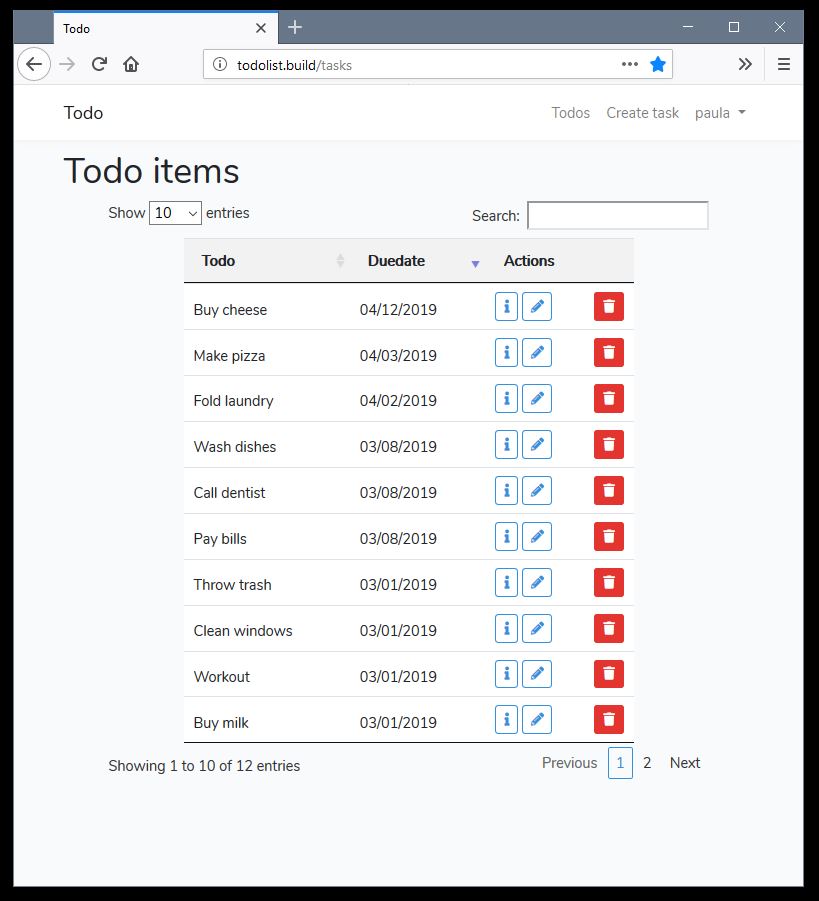 Todo
todolist.build/tasks
Todo Todos Create task paula
Todo items
Show 10 entries Search:
Todo Duedate Actions
Buy cheese 04/12/2019
Make pizza 04/03/2019
Fold laundry 04/02/2019
Wash dishes 03/08/2019
Call dentist 03/08/2019
Pay bills 03/08/2019
Throw trash 03/01/2019
Clean windows 03/01/2019
Workout 03/01/2019
Buy milk 03/01/2019
Showing 1 to 10 of 12 entries Previous 1 2 Next